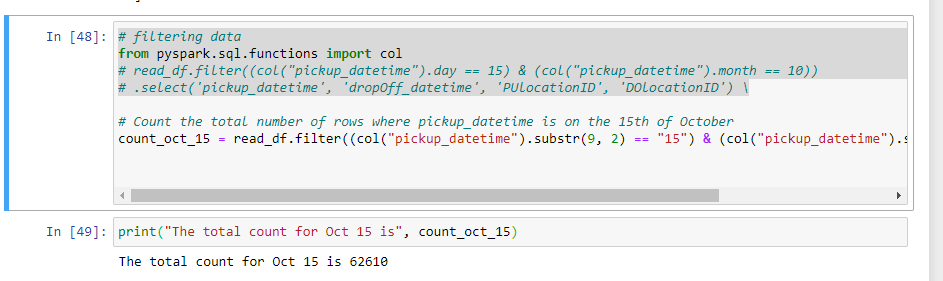 In [48]: # filtering data
from pyspark.sql.functions import col
# read_df.filter((col("pickup_datetime").day == 15) & (col("pickup_datetime").month == 10))
# .select('pickup_datetime', 'dropOff_datetime', 'PULocationID', 'DOLocationID') \
# Count the total number of rows where pickup_datetime is on the 15th of October
count_oct_15 = read_df.filter((col("pickup_datetime").substr(9, 2) == "15") & (col("pickup_datetime").s
In [49]: print("The total count for Oct 15 is", count_oct_15)
The total count for Oct 15 is 62610